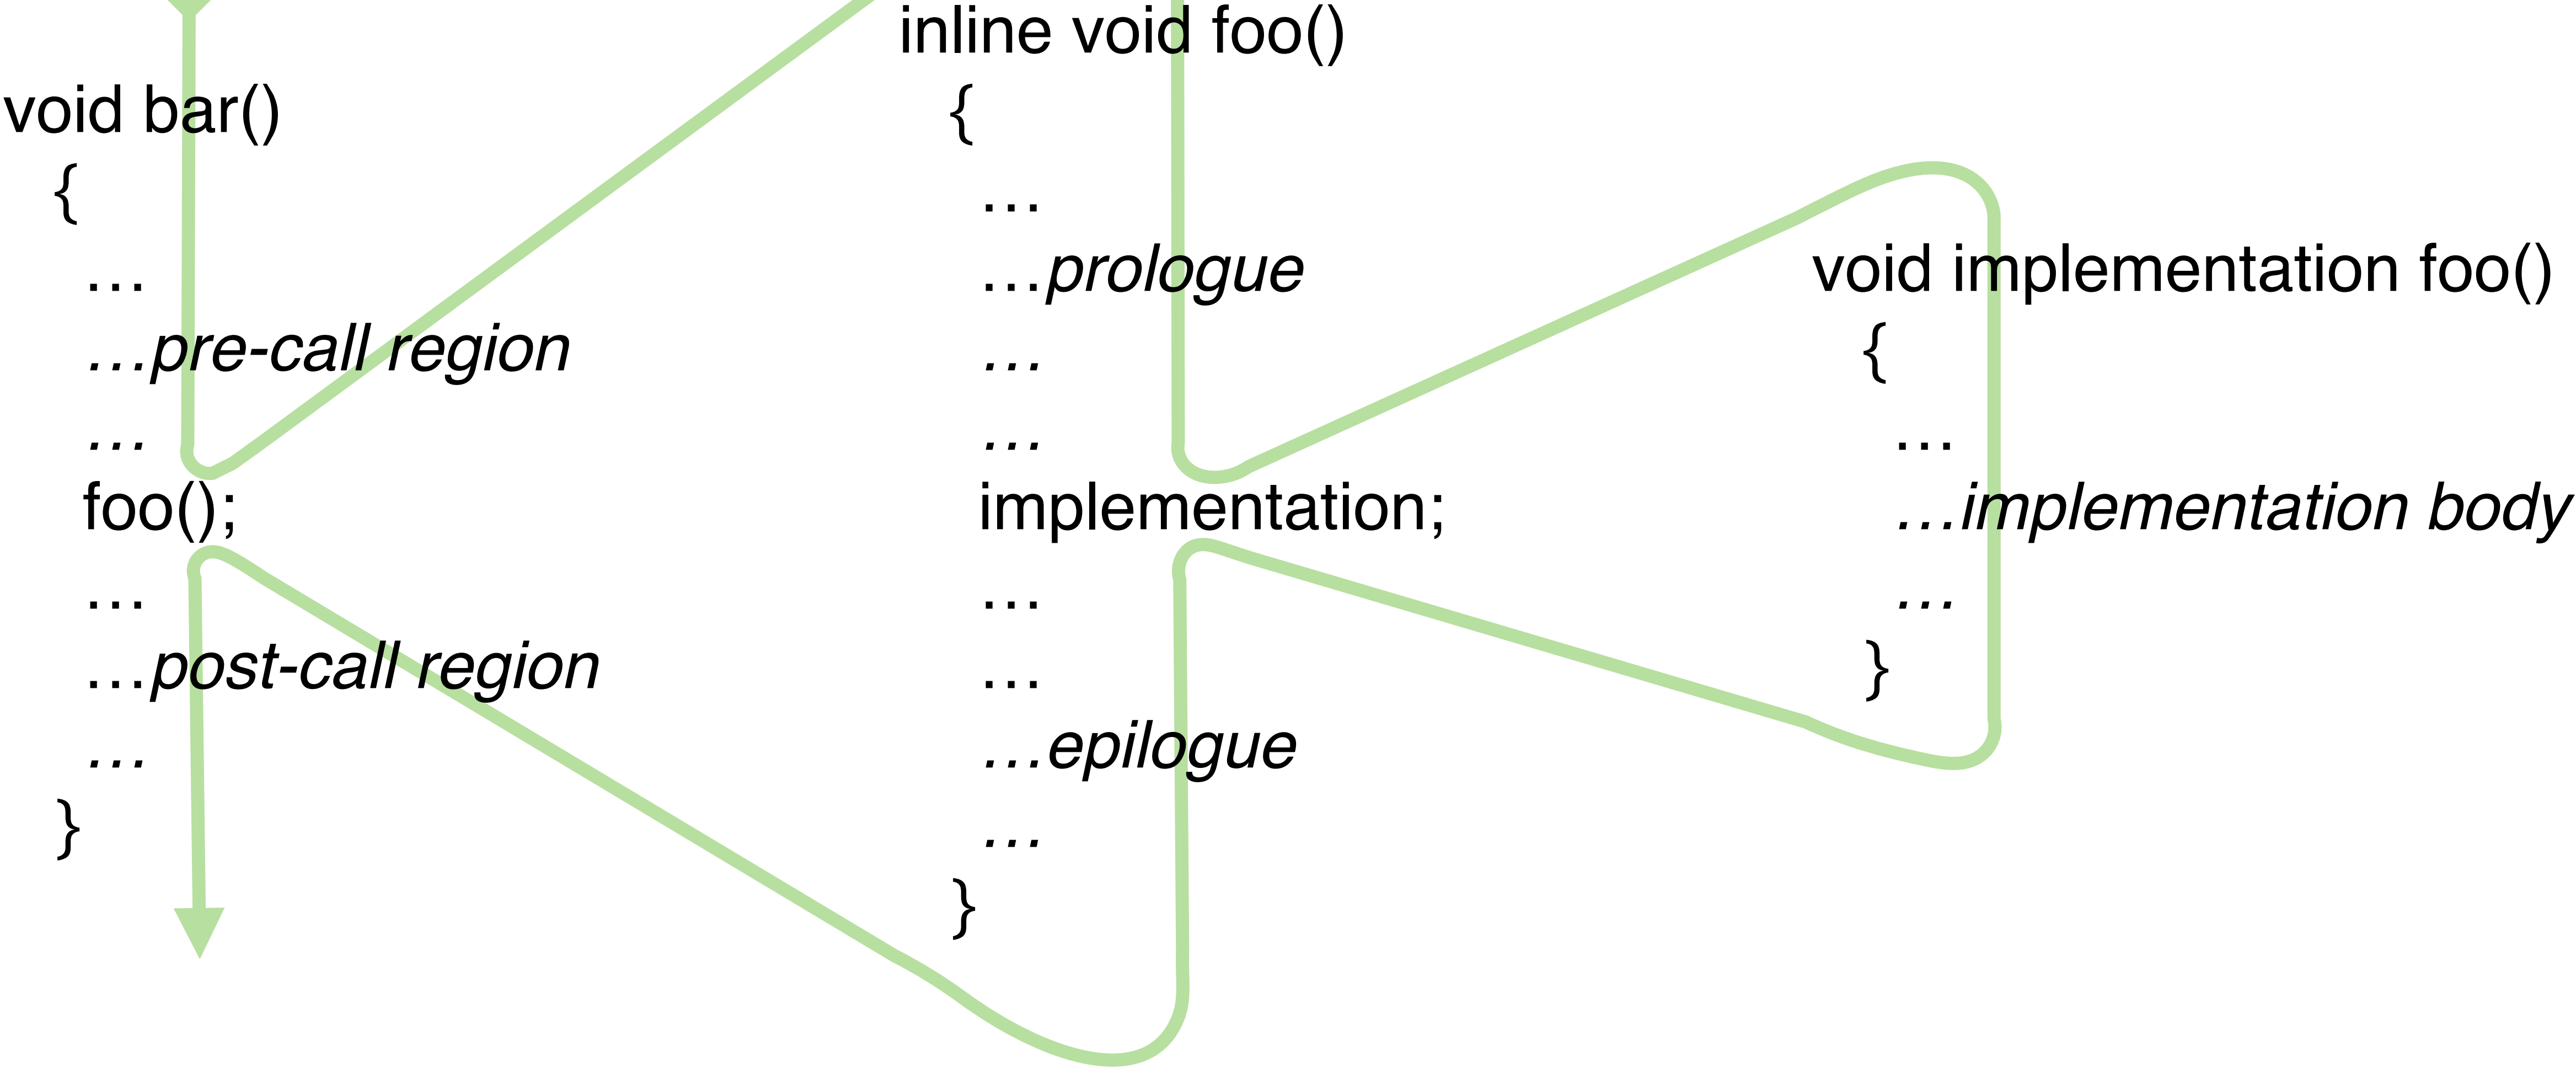 void bar()
{
…
…pre-call region
…
foo();
…
…post-call region
…
}
inline void foo()
{
…
…prologue
…
…
implementation;
…
…
…epilogue
…
}
void implementation foo()
{
…
…implementation body
…
}